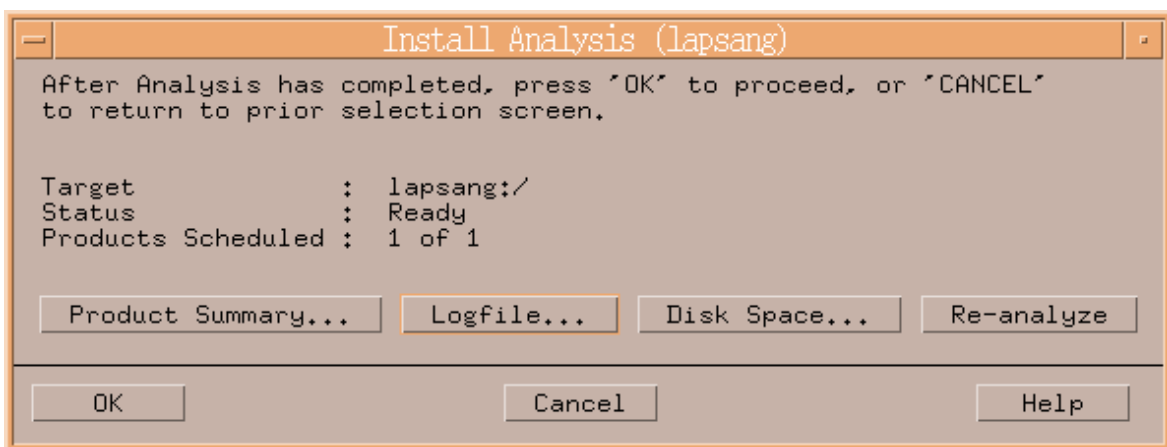 Install Analysis (lapsang)
After Analysis has completed, press ´OK´ to proceed, or ´CANCEL´
to return to prior selection screen.
Target : lapsang:/
Status : Ready
Products Scheduled : 1 of 1
Product Summary... Logfile... Disk Space... Re-analyze
OK Cancel Help